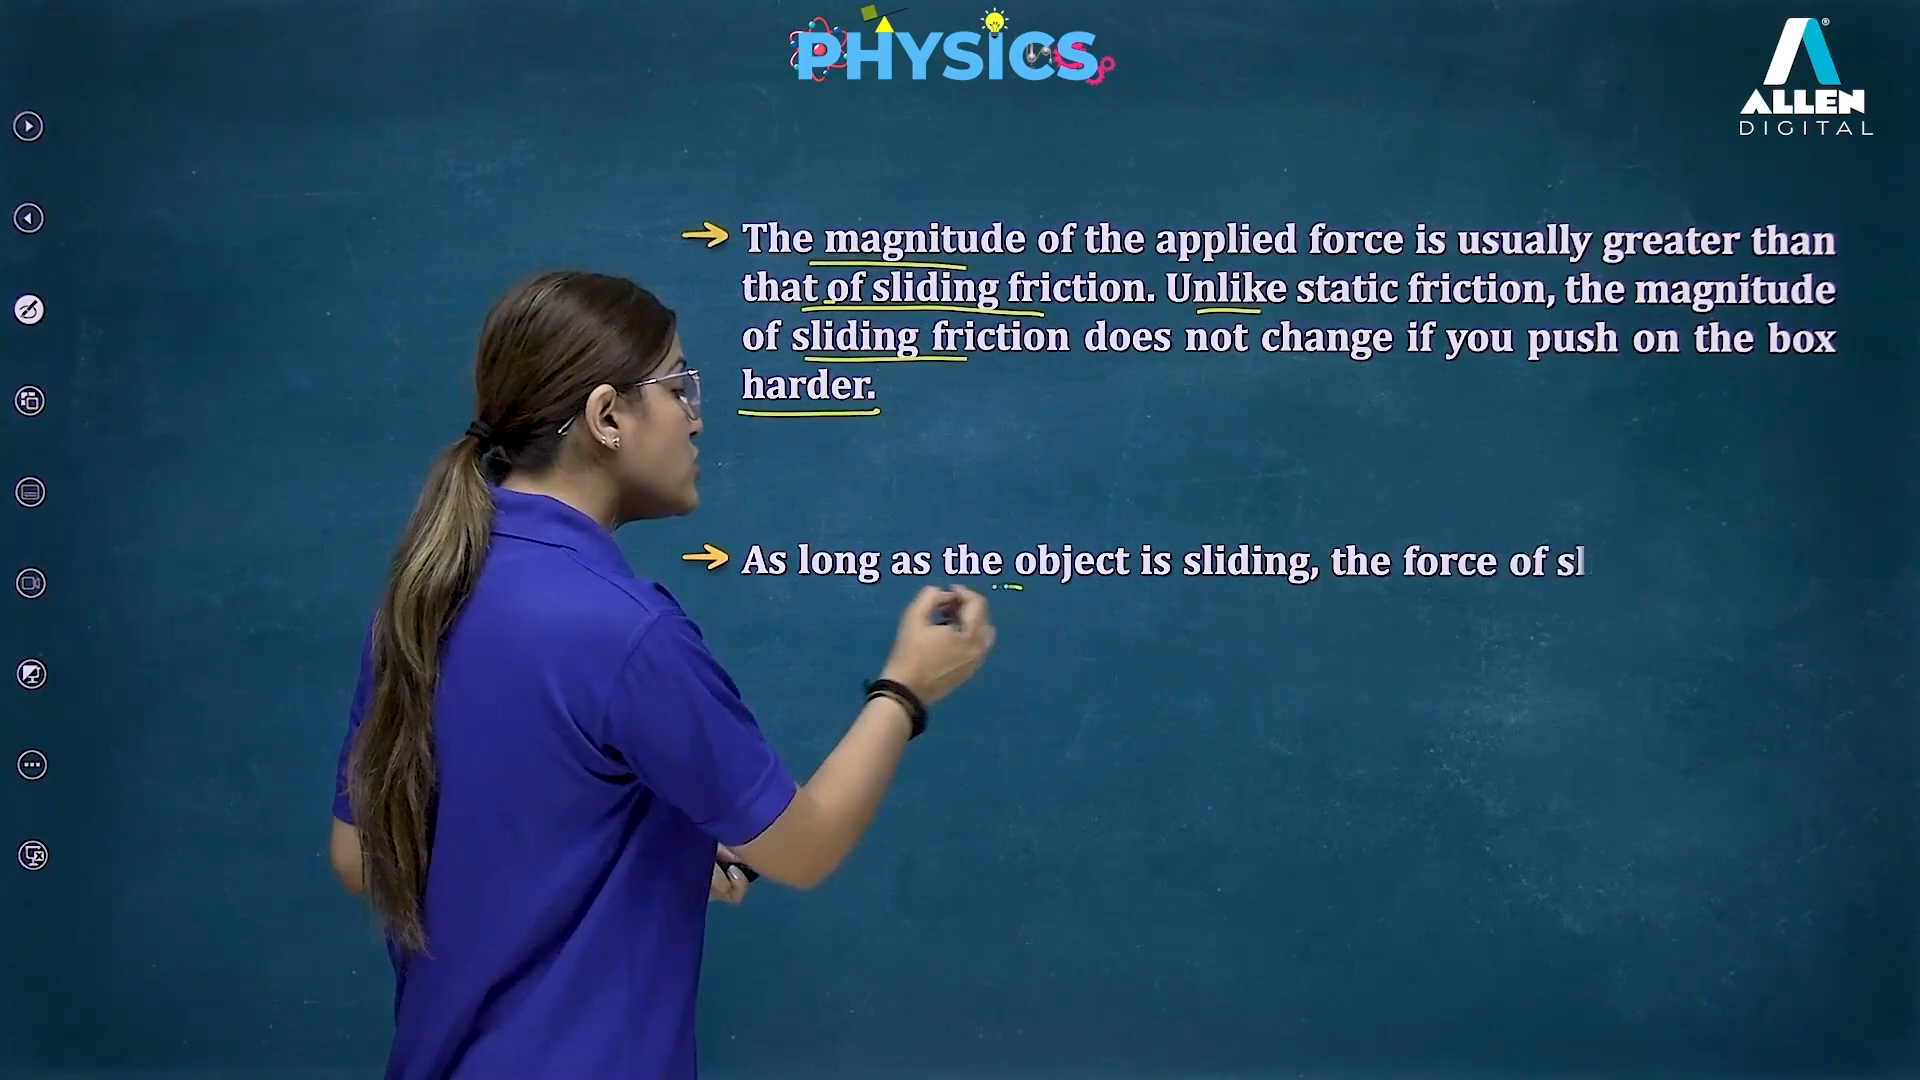 PHYSICS
ALLEN
DIGITAL
The magnitude of the applied force is usually greater than
that of sliding friction. Unlike static friction, the magnitude
of sliding friction does not change if you push on the box
harder.
As long as the object is sliding, the force of sl